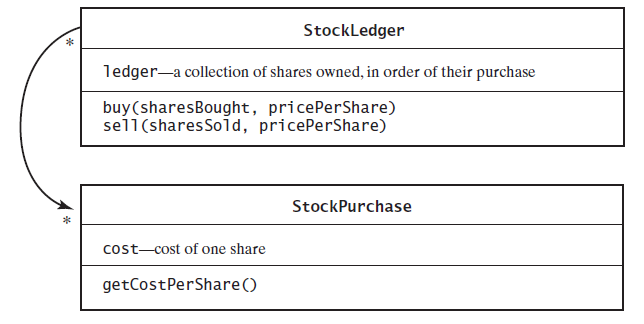 StockLedger
*
ledger—a collection of shares owned, in order of their purchase
buy(sharesBought, pricePerShare)
sell(sharesSold, pricePerShare)
StockPurchase
*
cost—cost of one share
getCostPerShare()